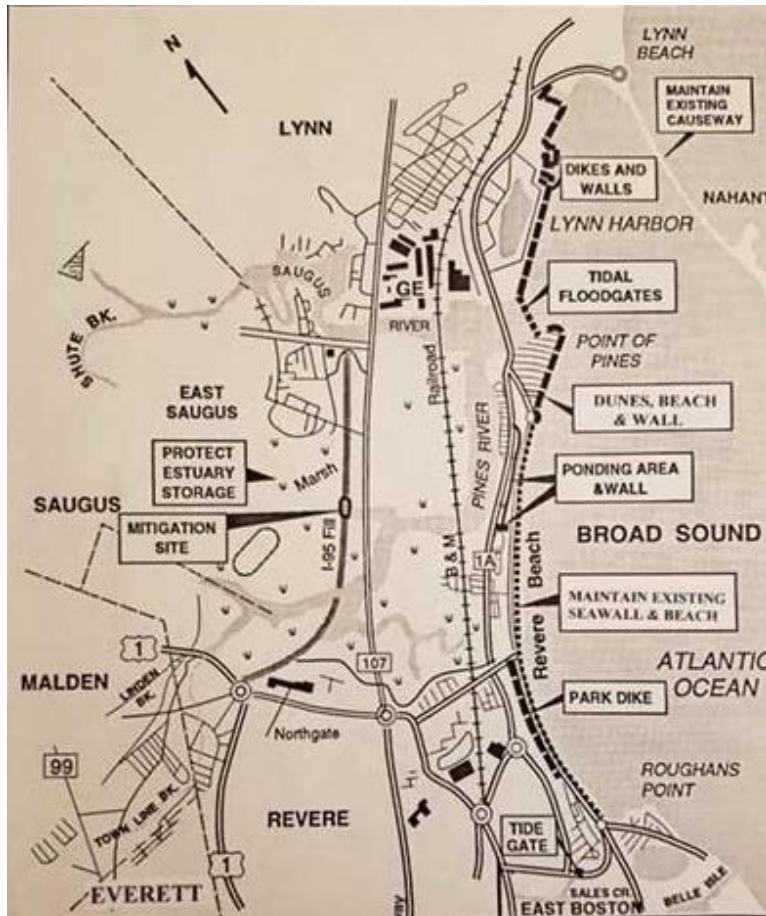 N
LYNN
BEACH
MAINTAIN
EXISTING
CAUSEWAY
LYNN
DIKES AND
WALLS
NAHANT
LYNN HARBOR
SAUGUS
GE
RIVER
TIDAL
FLOODGATES
SHUTE BK.
Railroad
POINT OF
PINES
EAST
SAUGUS
DUNES, BEACH
& WALL
PROTECT
ESTUARY
STORAGE
Marsh
PINES RIVER
PONDING AREA
& WALL
SAUGUS
MITIGATION
SITE
I-95 Fill
BROAD SOUND
B & M
1A
Revere Beach
MAINTAIN EXISTING
SEAWALL & BEACH
1
107
MALDEN
LINDEN
BK.
ATLANTIC
OCEAN
PARK DIKE
Northgate
99
ROUGHANS
POINT
TOWN LINE BK.
REVERE
TIDE
GATE
1
EVERETT
SALES CR.
BELLE ISLE
EAST BOSTON